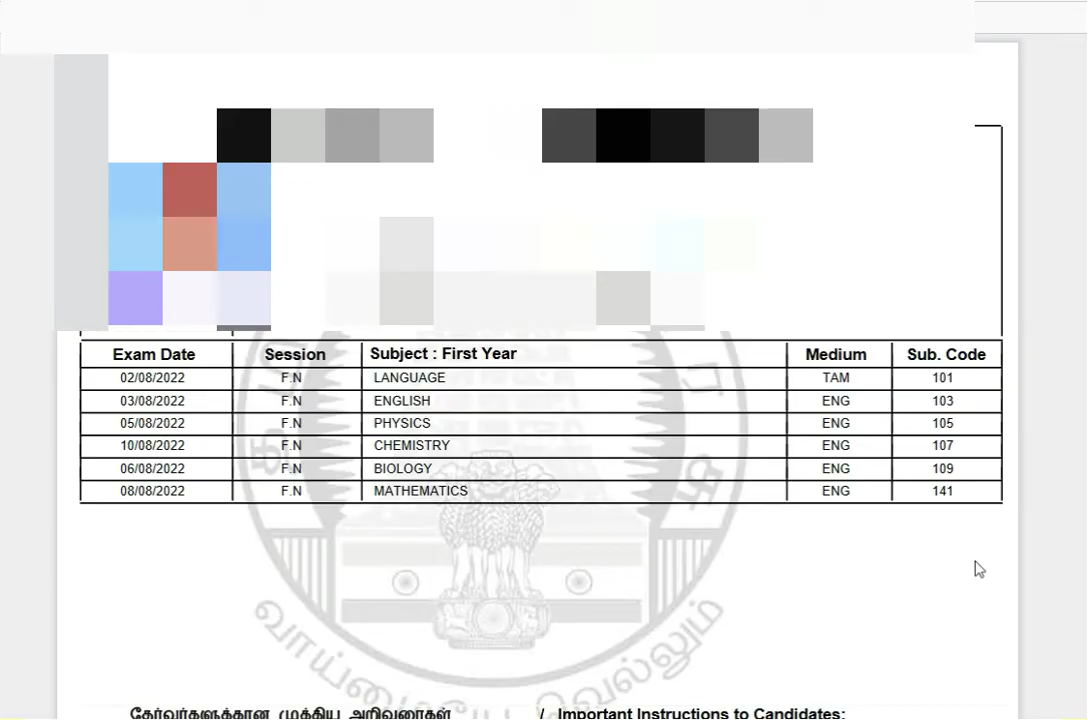 Exam Date Session Subject : First Year Medium Sub. Code
02/08/2022 F.N LANGUAGE TAM 101
03/08/2022 F.N ENGLISH ENG 103
05/08/2022 F.N PHYSICS ENG 105
10/08/2022 F.N CHEMISTRY ENG 107
06/08/2022 F.N BIOLOGY ENG 109
08/08/2022 F.N MATHEMATICS ENG 141
வாய்மையே வெல்லும்
தேர்வர்களுக்கான முக்கிய அறிவுரைகள் / Important Instructions to Candidates: